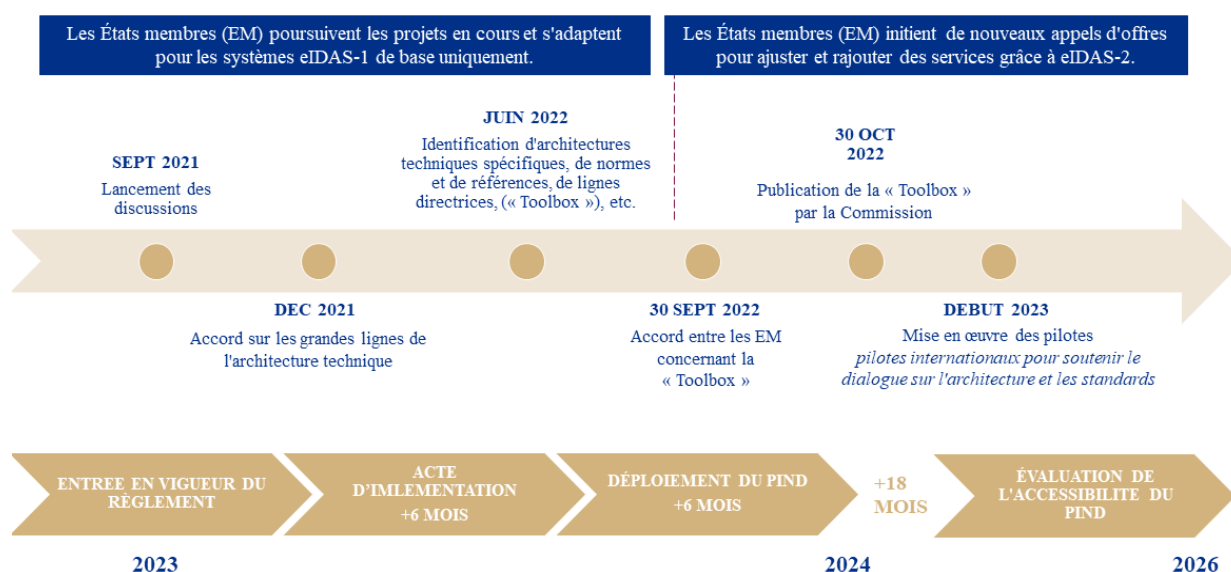 Les États membres (EM) poursuivent les projets en cours et s'adaptent
pour les systèmes eIDAS-1 de base uniquement.
Les États membres (EM) initient de nouveaux appels d'offres
pour ajuster et rajouter des services grâce à eIDAS-2.
SEPT 2021
Lancement des
discussions
JUIN 2022
Identification d'architectures
techniques spécifiques, de normes
et de références, de lignes
directrices, (« Toolbox »), etc.
30 OCT
2022
Publication de la « Toolbox »
par la Commission
DEC 2021
Accord sur les grandes lignes de
l'architecture technique
30 SEPT 2022
Accord entre les EM
concernant la
« Toolbox »
DEBUT 2023
Mise en œuvre des pilotes
pilotes internationaux pour soutenir le
dialogue sur l'architecture et les standards
ENTREE EN VIGUEUR DU
RÈGLEMENT
ACTE
D'IMLEMENTATION
+6 MOIS
DÉPLOIEMENT DU PIND
+6 MOIS
+18
MOIS
ÉVALUATION DE
L'ACCESSIBILITE DU
PIND
2023
2024
2026